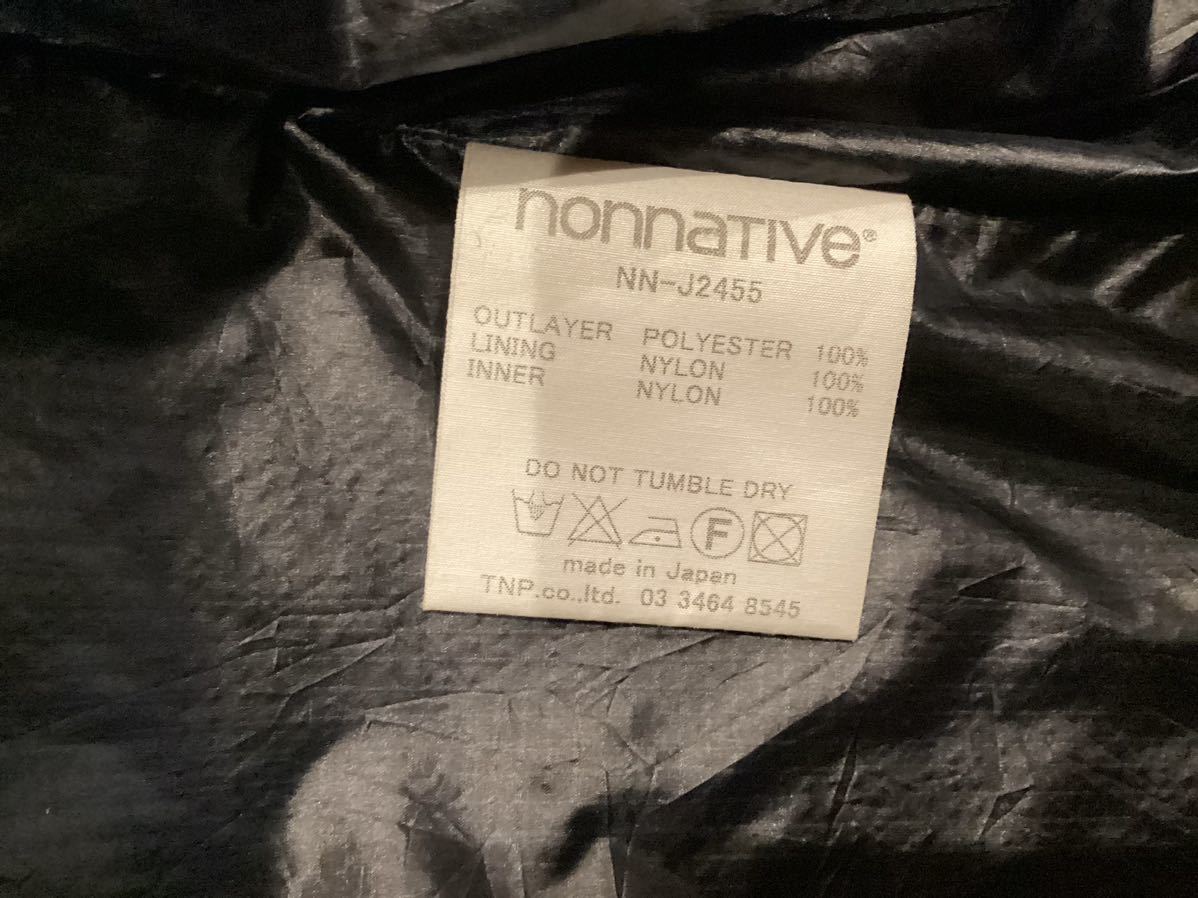 nonnaTIVe®
NN-J2455
OUTLAYER POLYESTER 100%
LINING NYLON 100%
INNER NYLON 100%
DO NOT TUMBLE DRY
F
made in Japan
TNP.co.,ltd. 03 3464 8545